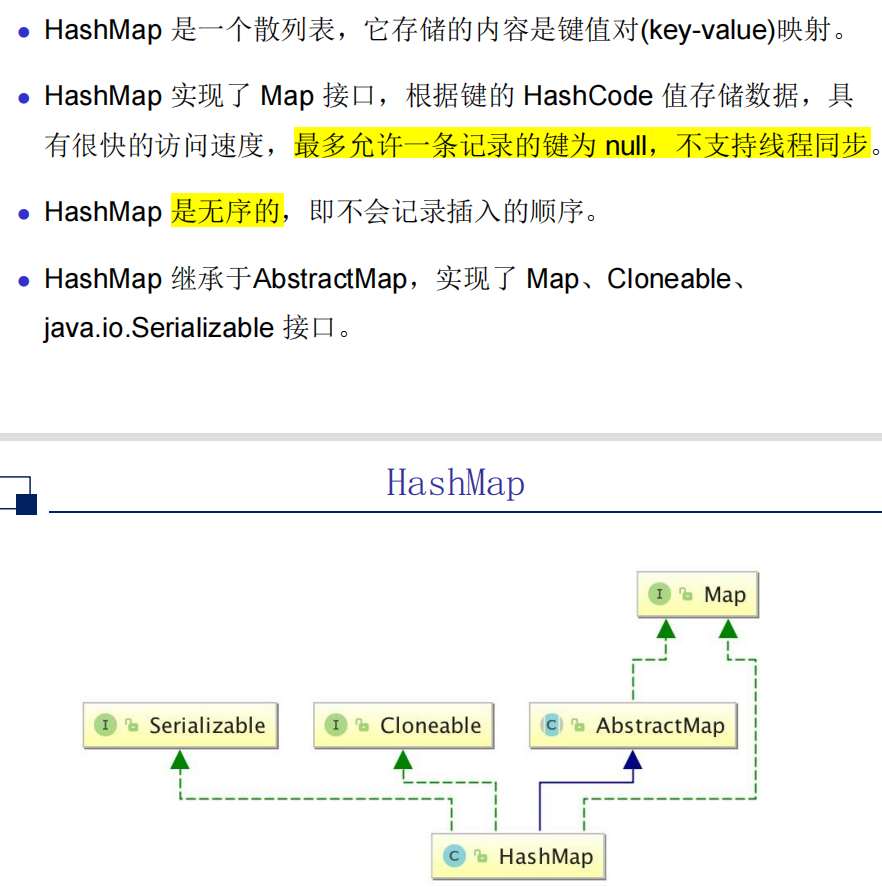 HashMap 是一个散列表，它存储的内容是键值对(key-value)映射。
HashMap 实现了 Map 接口，根据键的 HashCode 值存储数据，具
有很快的访问速度，最多允许一条记录的键为 null，不支持线程同步。
HashMap 是无序的，即不会记录插入的顺序。
HashMap 继承于AbstractMap，实现了 Map、Cloneable、
java.io.Serializable 接口。
HashMap
I Map
I Serializable
I Cloneable
C AbstractMap
C HashMap